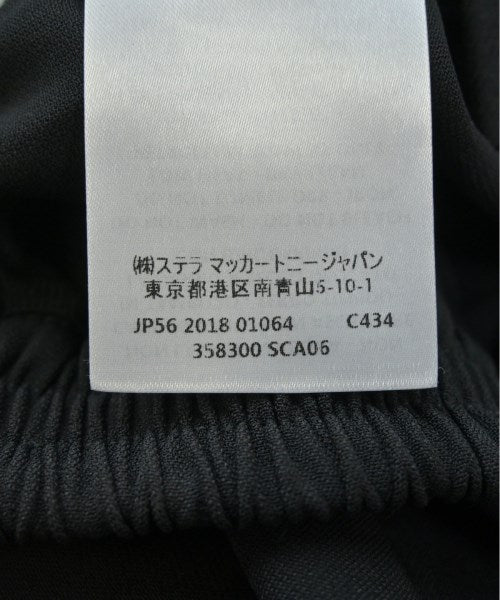 ㈱ステラ マッカートニージャパン
東京都港区南青山5-10-1
JP56 2018 01064 C434
358300 SCA06